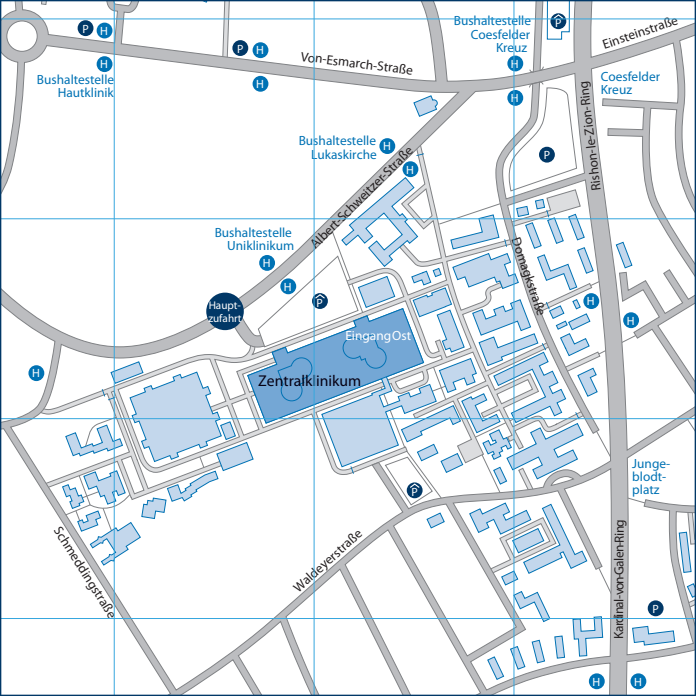 P
H
H
Bushaltestelle
Hautklinik
P
H
H
Von-Esmarch-Straße
Bushaltestelle
Coesfelder
Kreuz
H
H
P
Einsteinstraße
Coesfelder
Kreuz
Rishon-le-Zion-Ring
Bushaltestelle
Lukaskirche
H
H
P
Albert-Schweitzer-Straße
Bushaltestelle
Uniklinikum
H
H
P
Haupt-
zufahrt
Domagkstraße
H
H
EingangOst
Zentralklinikum
H
P
Junge-
blodt-
platz
Schmeddingstraße
Waldeyerstraße
Kardinal-von-Galen-Ring
P
H
H